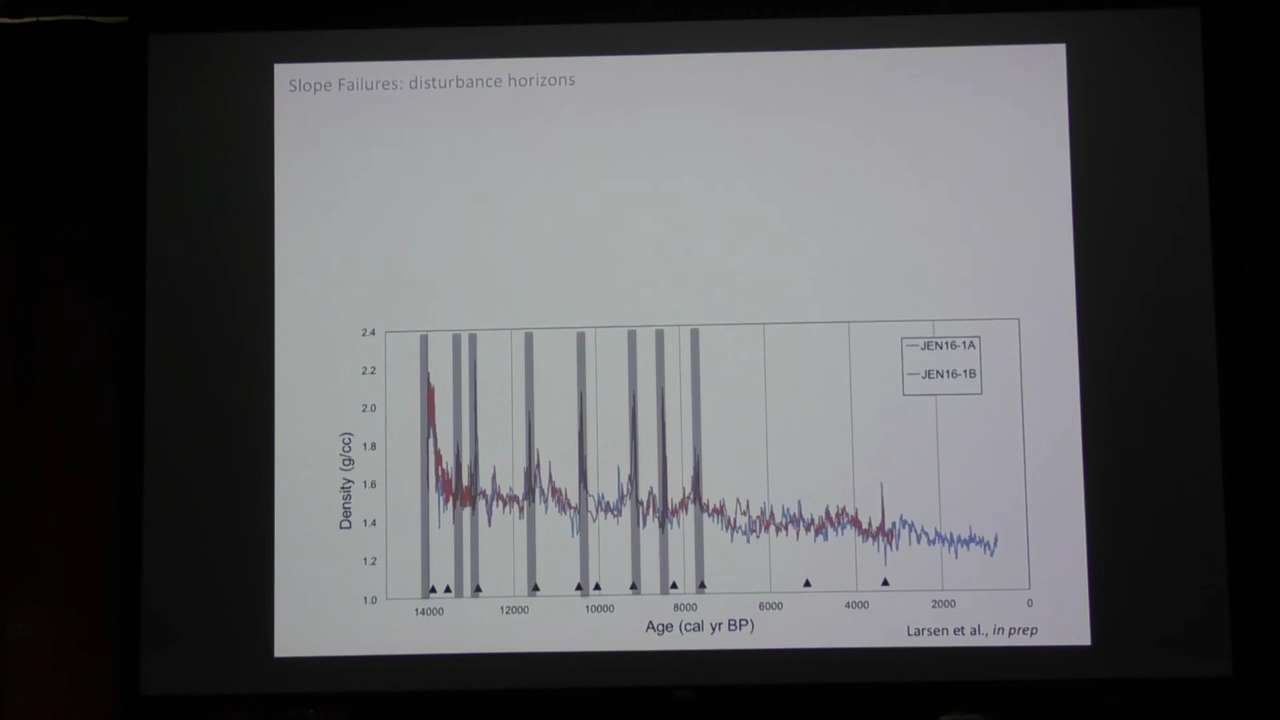 Slope Failures: disturbance horizons
2.4
2.2
2.0
1.8
1.6
1.4
1.2
1.0
Density (g/cc)
JEN16-1A
JEN16-1B
14000 12000 10000 8000 6000 4000 2000 0
Age (cal yr BP)
Larsen et al., in prep